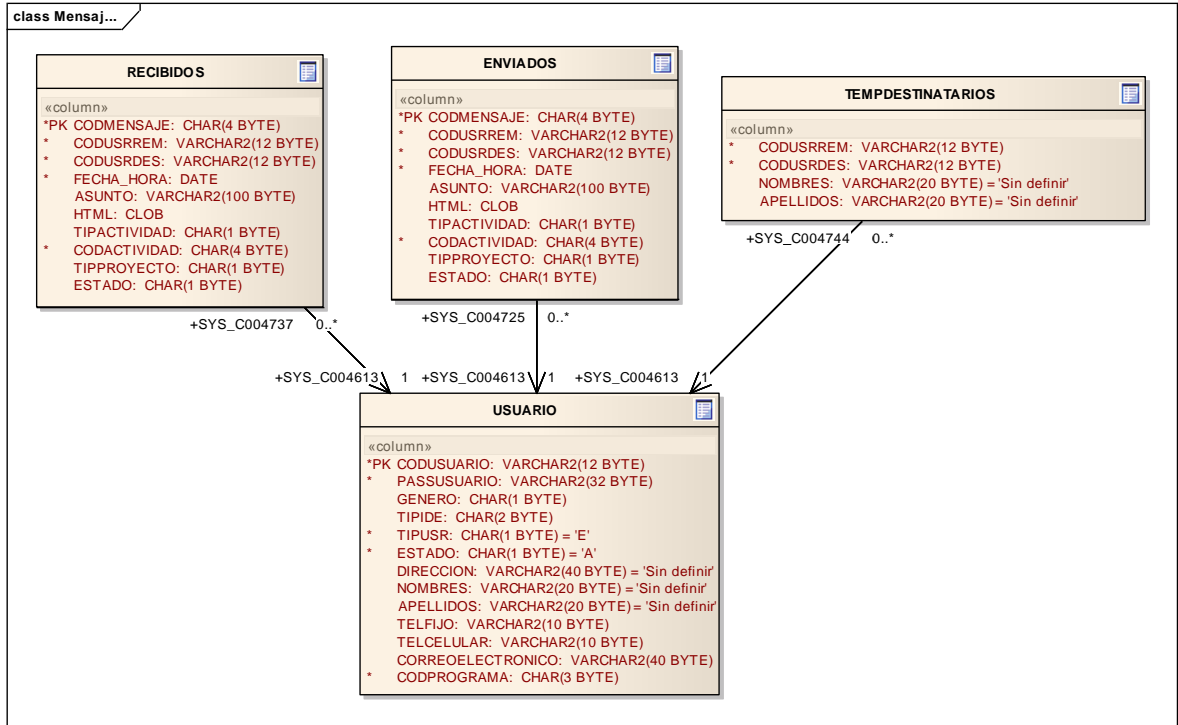 class Mensaj...
RECIBIDOS
«column»
*PK CODMENSAJE: CHAR(4 BYTE)
* CODUSRREM: VARCHAR2(12 BYTE)
* CODUSRDES: VARCHAR2(12 BYTE)
* FECHA_HORA: DATE
ASUNTO: VARCHAR2(100 BYTE)
HTML: CLOB
TIPACTIVIDAD: CHAR(1 BYTE)
* CODACTIVIDAD: CHAR(4 BYTE)
TIPPROYECTO: CHAR(1 BYTE)
ESTADO: CHAR(1 BYTE)
ENVIADOS
«column»
*PK CODMENSAJE: CHAR(4 BYTE)
* CODUSRREM: VARCHAR2(12 BYTE)
* CODUSRDES: VARCHAR2(12 BYTE)
* FECHA_HORA: DATE
ASUNTO: VARCHAR2(100 BYTE)
HTML: CLOB
TIPACTIVIDAD: CHAR(1 BYTE)
* CODACTIVIDAD: CHAR(4 BYTE)
TIPPROYECTO: CHAR(1 BYTE)
ESTADO: CHAR(1 BYTE)
TEMPDESTINATARIOS
«column»
* CODUSRREM: VARCHAR2(12 BYTE)
* CODUSRDES: VARCHAR2(12 BYTE)
NOMBRES: VARCHAR2(20 BYTE) = 'Sin definir'
APELLIDOS: VARCHAR2(20 BYTE) = 'Sin definir'
+SYS_C004737 0..*
+SYS_C004725 0..*
+SYS_C004744 0..*
+SYS_C004613 1
+SYS_C004613 1
+SYS_C004613 1
USUARIO
«column»
*PK CODUSUARIO: VARCHAR2(12 BYTE)
* PASSUSUARIO: VARCHAR2(32 BYTE)
GENERO: CHAR(1 BYTE)
TIPIDE: CHAR(2 BYTE)
* TIPUSR: CHAR(1 BYTE) = 'E'
* ESTADO: CHAR(1 BYTE) = 'A'
DIRECCION: VARCHAR2(40 BYTE) = 'Sin definir'
NOMBRES: VARCHAR2(20 BYTE) = 'Sin definir'
APELLIDOS: VARCHAR2(20 BYTE) = 'Sin definir'
TELFIJO: VARCHAR2(10 BYTE)
TELCELULAR: VARCHAR2(10 BYTE)
CORREOELECTRONICO: VARCHAR2(40 BYTE)
* CODPROGRAMA: CHAR(3 BYTE)